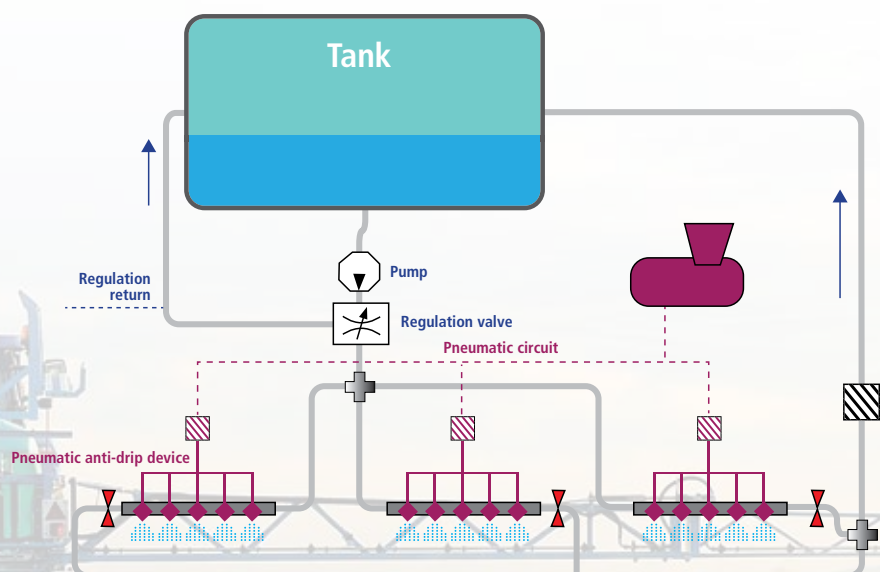 Tank
Pump
Regulation
return
Regulation valve
Pneumatic circuit
Pneumatic anti-drip device